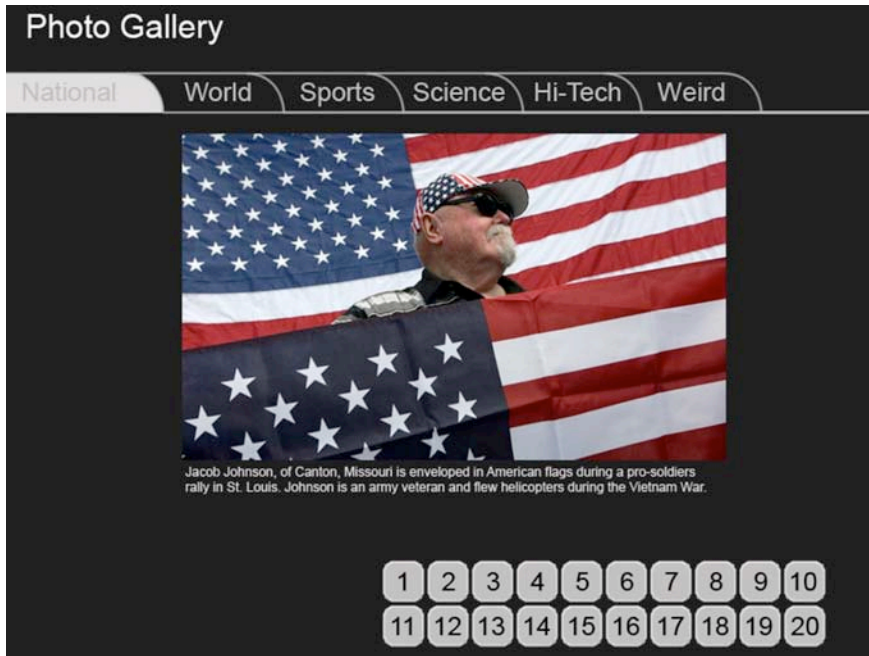 Photo Gallery
National World Sports Science Hi-Tech Weird
Jacob Johnson, of Canton, Missouri is enveloped in American flags during a pro-soldiers
rally in St. Louis. Johnson is an army veteran and flew helicopters during the Vietnam War.
1 2 3 4 5 6 7 8 9 10
11 12 13 14 15 16 17 18 19 20